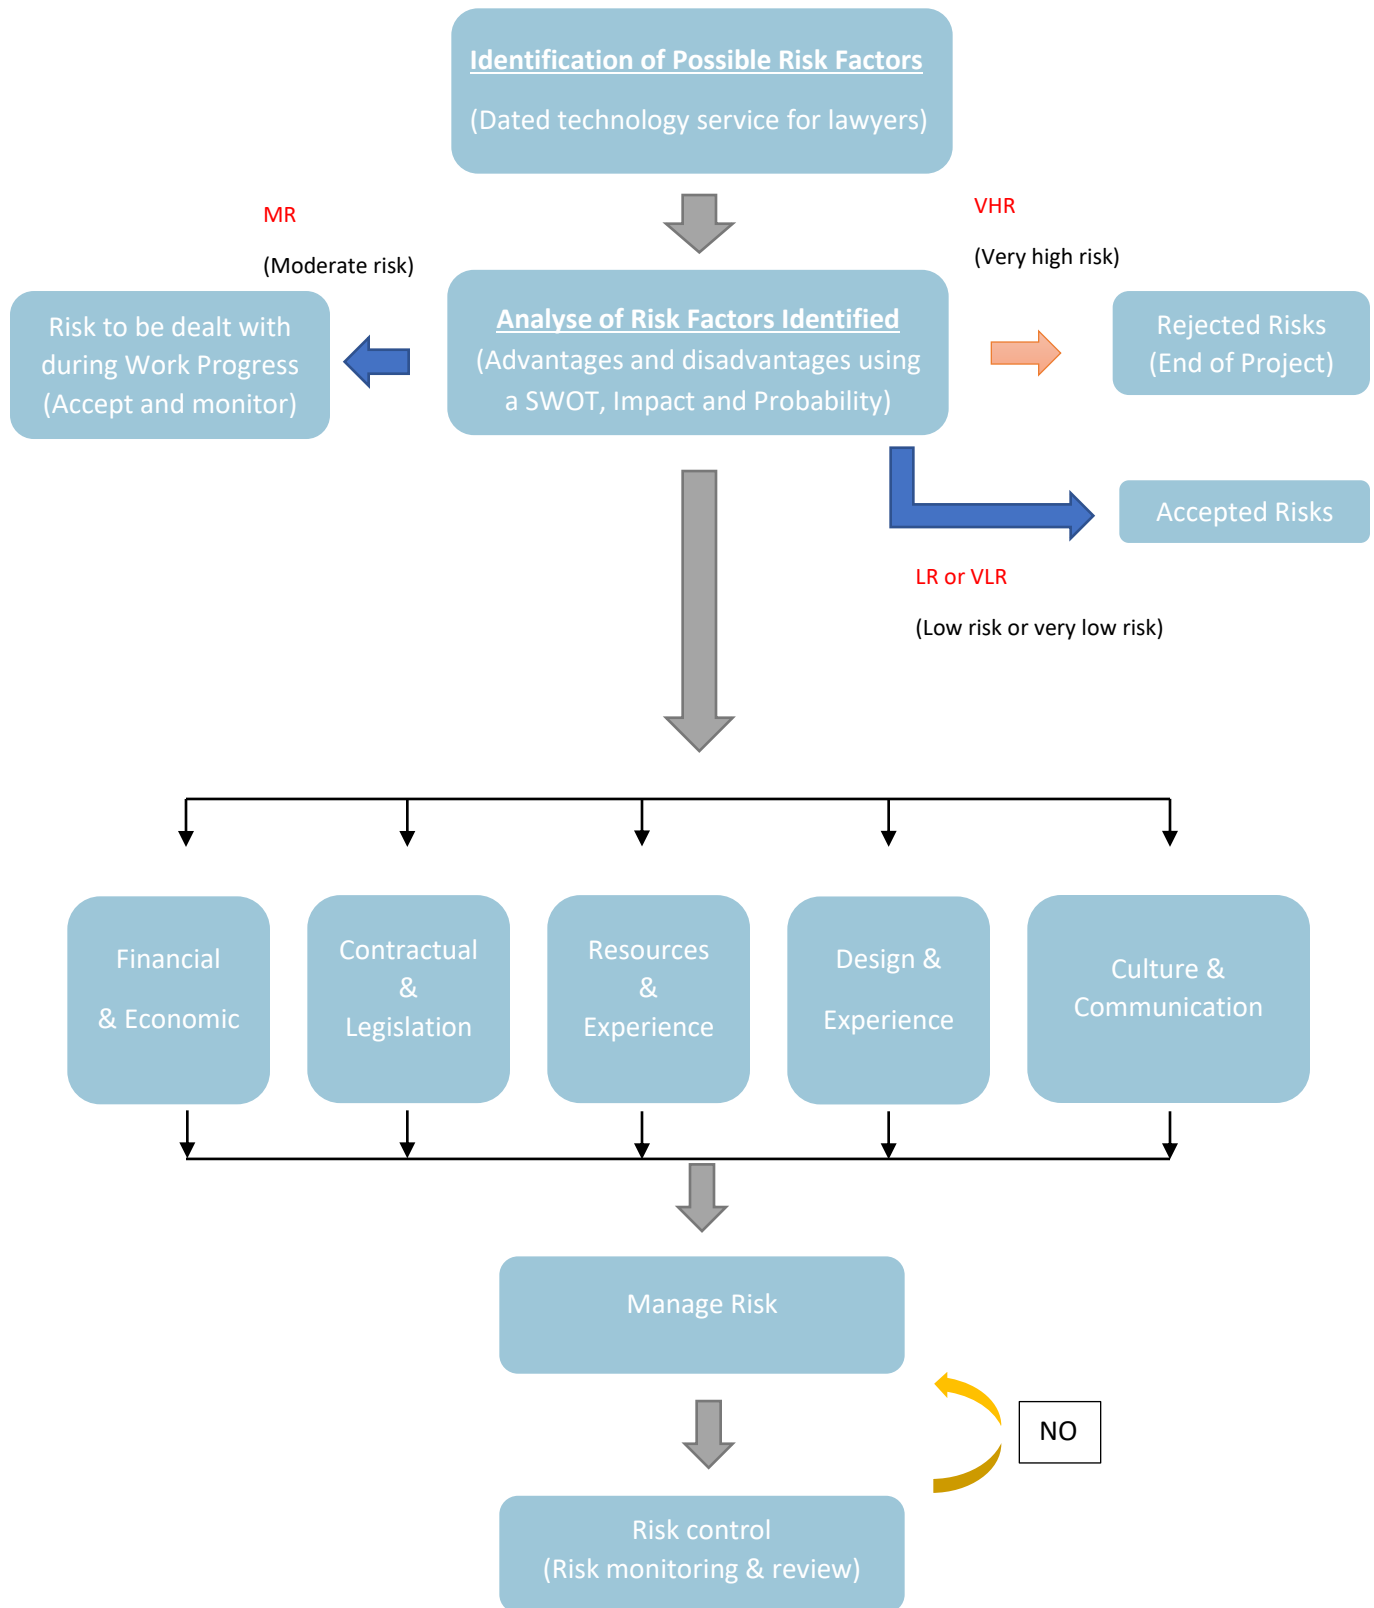 Identification of Possible Risk Factors
(Dated technology service for lawyers)
MR
(Moderate risk)
VHR
(Very high risk)
Risk to be dealt with
during Work Progress
(Accept and monitor)
Analyse of Risk Factors Identified
(Advantages and disadvantages using
a SWOT, Impact and Probability)
Rejected Risks
(End of Project)
Accepted Risks
LR or VLR
(Low risk or very low risk)
Financial
& Economic
Contractual
&
Legislation
Resources
&
Experience
Design &
Experience
Culture &
Communication
Manage Risk
NO
Risk control
(Risk monitoring & review)